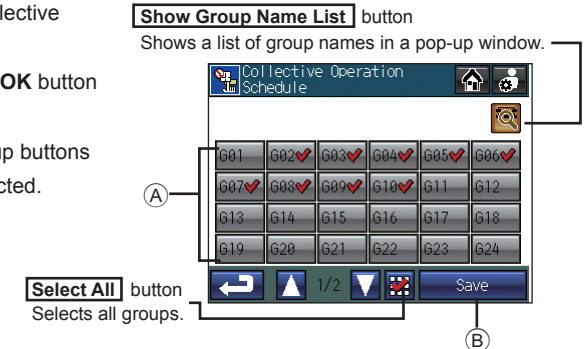 lective
Show Group Name List button
Shows a list of group names in a pop-up window.
OK button
up buttons
cted.
Collective Operation
Schedule
G01 G02 G03 G04 G05 G06
G07 G08 G09 G10 G11 G12
G13 G14 G15 G16 G17 G18
G19 G20 G21 G22 G23 G24
A
1/2 Save
Select All button
Selects all groups.
B